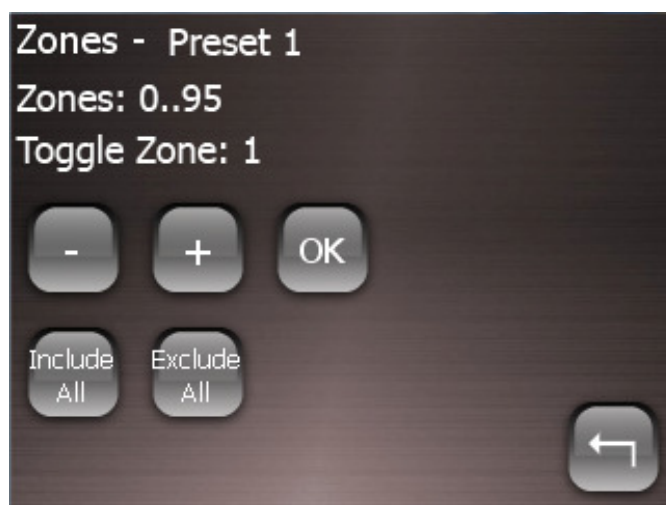 Zones - Preset 1
Zones: 0..95
Toggle Zone: 1
- + OK
Include All
Exclude All